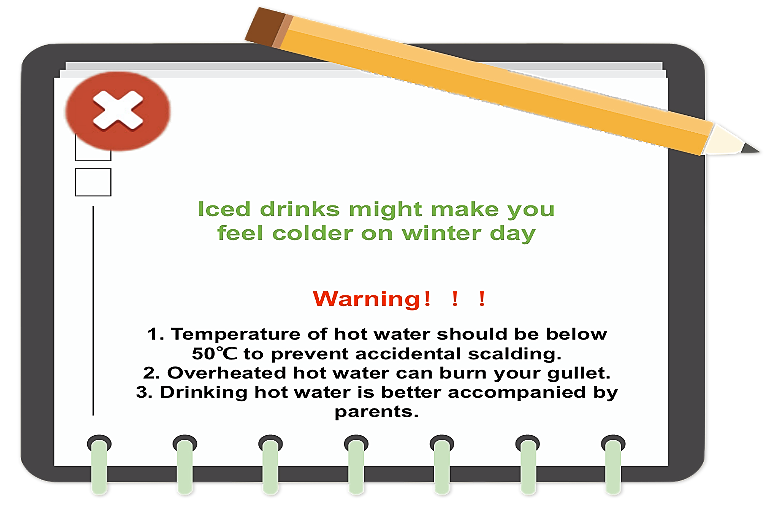 Iced drinks might make you
feel colder on winter day
Warning！！！
1. Temperature of hot water should be below
50℃ to prevent accidental scalding.
2. Overheated hot water can burn your gullet.
3. Drinking hot water is better accompanied by
parents.